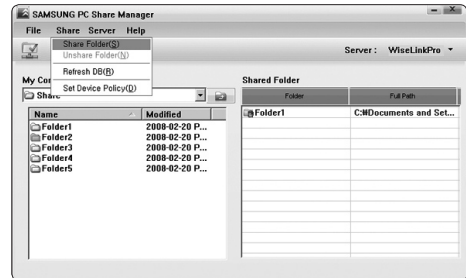 SAMSUNG PC Share Manager
File Share Server Help
Share Folder(S)
Unshare Folder(N)
Refresh DB(R)
Set Device Policy(D)
Server : WiseLinkPro
My Co
Share
Name Modified
Folder1 2008-02-20 P...
Folder2 2008-02-20 P...
Folder3 2008-02-20 P...
Folder4 2008-02-20 P...
Folder5 2008-02-20 P...
Shared Folder
Folder Full Path
Folder1 C:₩Documents and Set...